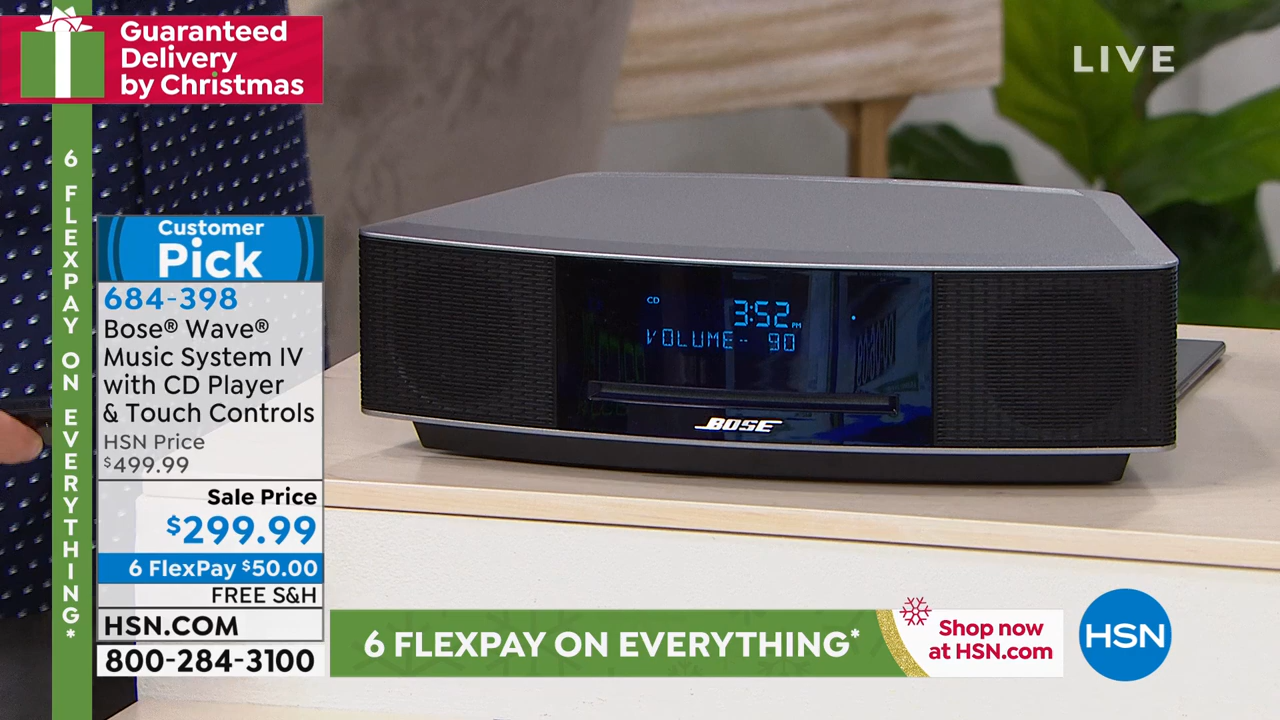 Guaranteed
Delivery
by Christmas
LIVE
6 FLEXPAY ON EVERYTHING*
Customer
Pick
684-398
Bose® Wave®
Music System IV
with CD Player
& Touch Controls
HSN Price
$499.99
Sale Price
$299.99
6 FlexPay $50.00
FREE S&H
HSN.COM
800-284-3100
CD
3:52 PM
VOLUME-- 90
BOSE
6 FLEXPAY ON EVERYTHING*
Shop now
at HSN.com
HSN